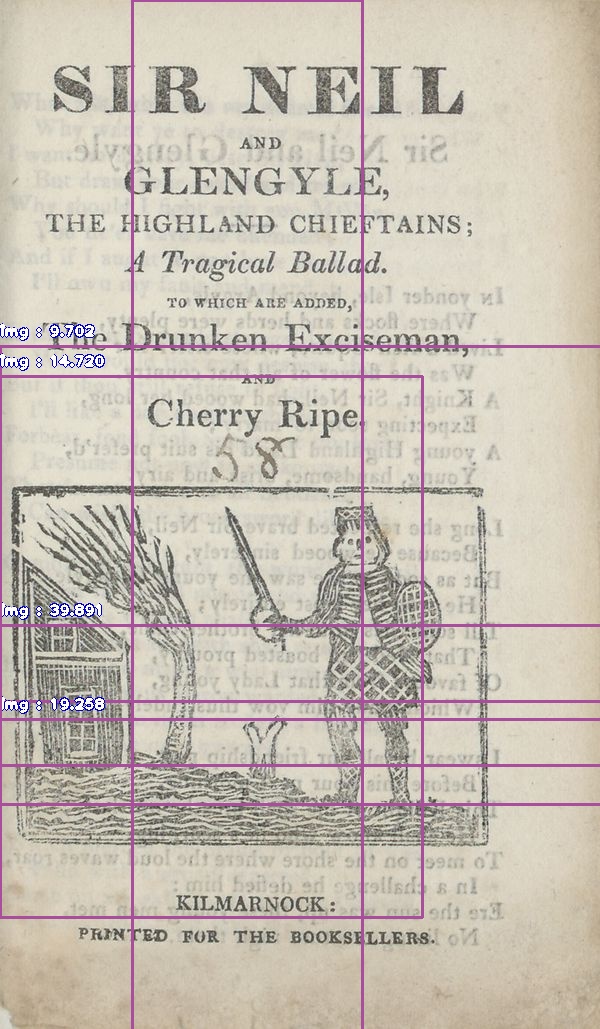 SIR NEIL
AND
GLENGYLE,
THE HIGHLAND CHIEFTAINS;
A Tragical Ballad.
TO WHICH ARE ADDED,
The Drunken Exciseman,
AND
Cherry Ripe.
58
KILMARNOCK:
PRINTED FOR THE BOOKSELLERS.
img : 9.702
img : 14.720
img : 39.891
img : 19.258